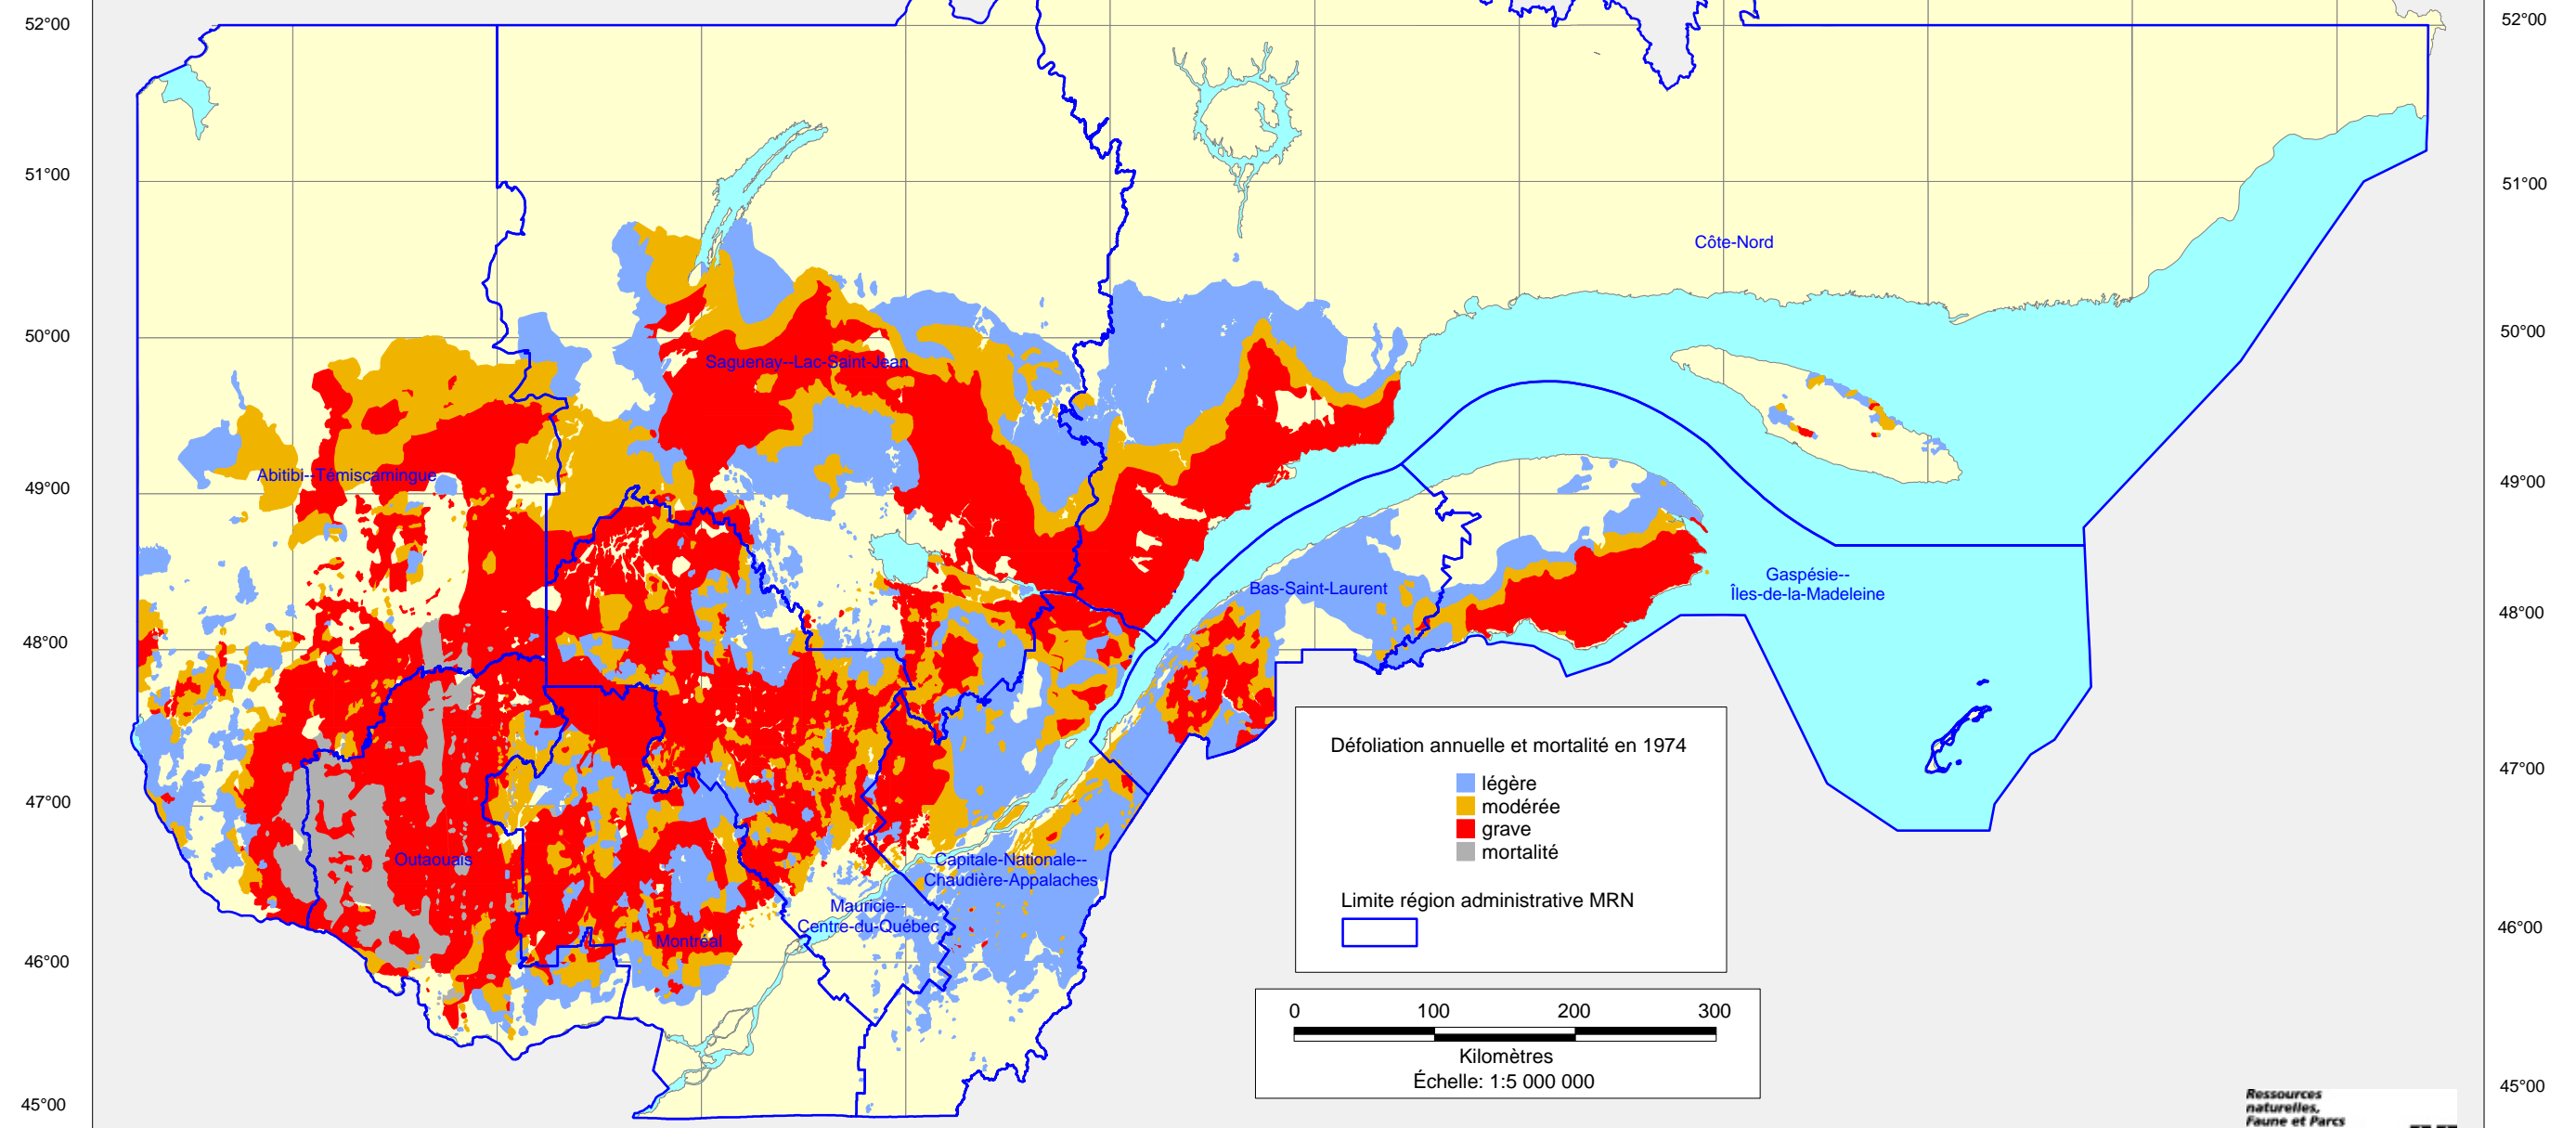 52°00
52°00
51°00
51°00
50°00
50°00
49°00
49°00
48°00
48°00
47°00
47°00
46°00
46°00
45°00
45°00
Côte-Nord
Saguenay--Lac-Saint-Jean
Abitibi--Témiscamingue
Bas-Saint-Laurent
Gaspésie--
Îles-de-la-Madeleine
Outaouais
Capitale-Nationale--
Chaudière-Appalaches
Mauricie--
Centre-du-Québec
Montréal
Défoliation annuelle et mortalité en 1974
légère
modérée
grave
mortalité
Limite région administrative MRN
0 100 200 300
Kilomètres
Échelle: 1:5 000 000
Ressources
naturelles,
Faune et Parcs